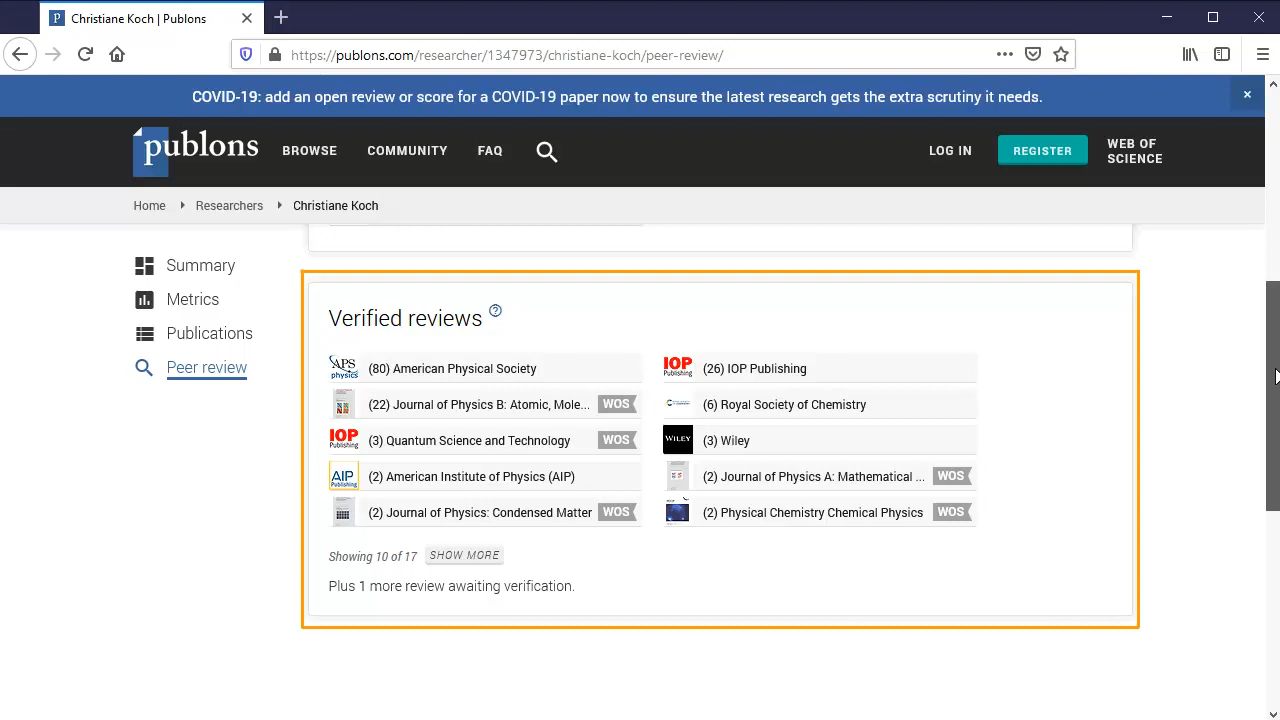 Christiane Koch | Publons
https://publons.com/researcher/1347973/christiane-koch/peer-review/
COVID-19: add an open review or score for a COVID-19 paper now to ensure the latest research gets the extra scrutiny it needs.
publons
BROWSE
COMMUNITY
FAQ
LOG IN
REGISTER
WEB OF
SCIENCE
Home
Researchers
Christiane Koch
Summary
Metrics
Publications
Peer review
Verified reviews
APS
physics
(80) American Physical Society
IOP
Publishing
(26) IOP Publishing
(22) Journal of Physics B: Atomic, Mole...
WOS
(6) Royal Society of Chemistry
IOP
Publishing
(3) Quantum Science and Technology
WOS
WILEY
(3) Wiley
AIP
Publishing
(2) American Institute of Physics (AIP)
(2) Journal of Physics A: Mathematical ...
WOS
(2) Journal of Physics: Condensed Matter
WOS
(2) Physical Chemistry Chemical Physics
WOS
Showing 10 of 17
SHOW MORE
Plus 1 more review awaiting verification.